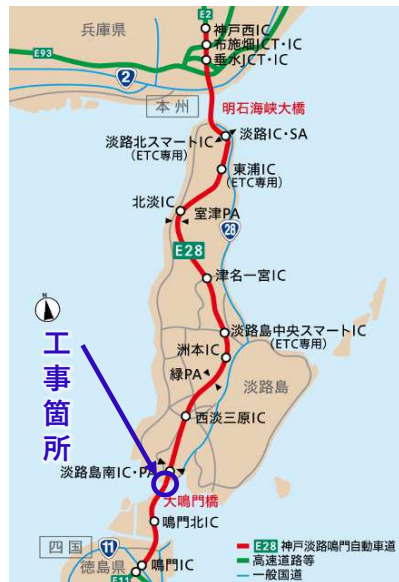 兵庫県
E2
神戸西IC
布施畑JCT・IC
垂水JCT・IC
E93
2
本州
明石海峡大橋
淡路北スマートIC
(ETC専用)
淡路IC・SA
東浦IC
(ETC専用)
北淡IC
室津PA
28
E28
津名一宮IC
淡路島中央スマートIC
(ETC専用)
洲本IC
緑PA
淡路島
西淡三原IC
N
工事箇所
淡路島南IC・PA
大鳴門橋
鳴門北IC
四国
11
徳島県
鳴門IC
E11
E28 神戸淡路鳴門自動車道
高速道路等
一般国道